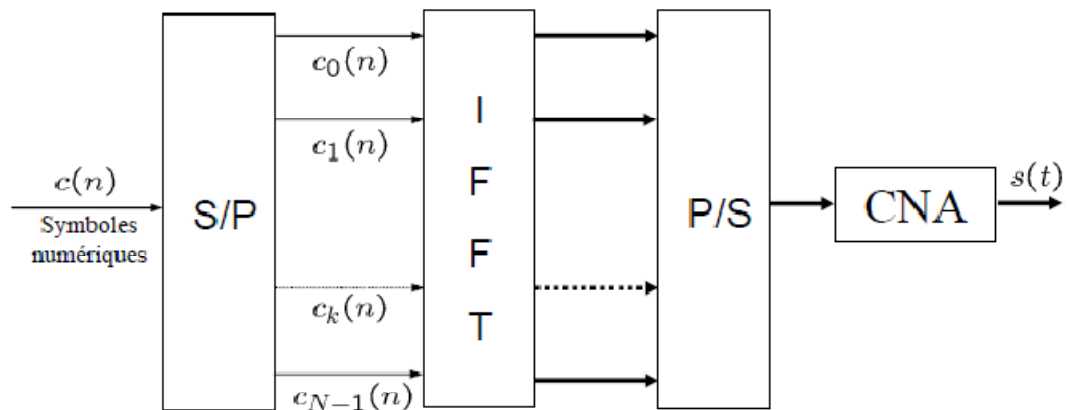 c(n)
Symboles
numériques
S/P
c_0(n)
c_1(n)
c_k(n)
c_{N-1}(n)
I
F
F
T
P/S
CNA
s(t)